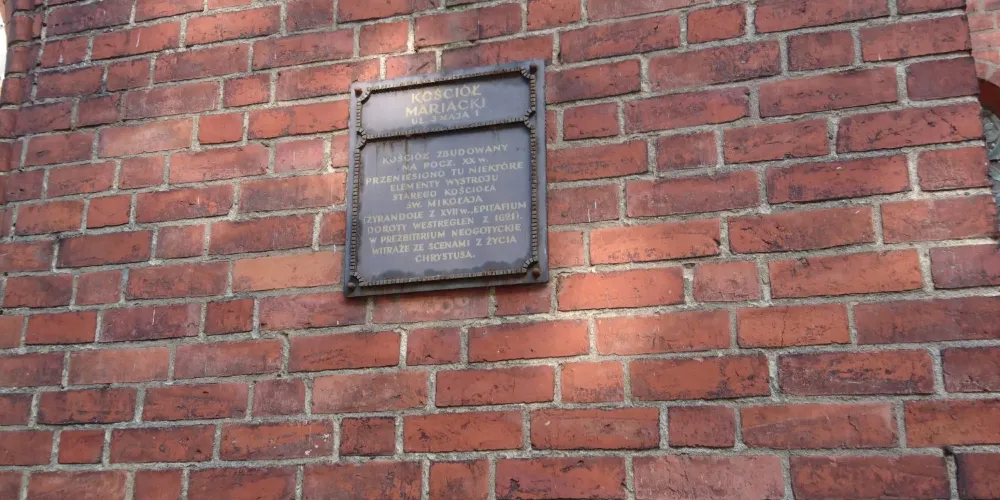 KOŚCIÓŁ
MARIACKI
UL. 3 MAJA 1
KOŚCIÓŁ ZBUDOWANY
NA POCZ. XX W.
PRZENIESIONO TU NIEKTÓRE
ELEMENTY WYSTROJU
STAREGO KOŚCIOŁA
ŚW. MIKOŁAJA
(ŻYRANDOLE Z XVII W., EPITAFIUM
DOROTY WESTREGLEN Z 1621).
W PREZBITERIUM NEOGOTYCKIE
WITRAŻE ZE SCENAMI Z ŻYCIA
CHRYSTUSA.